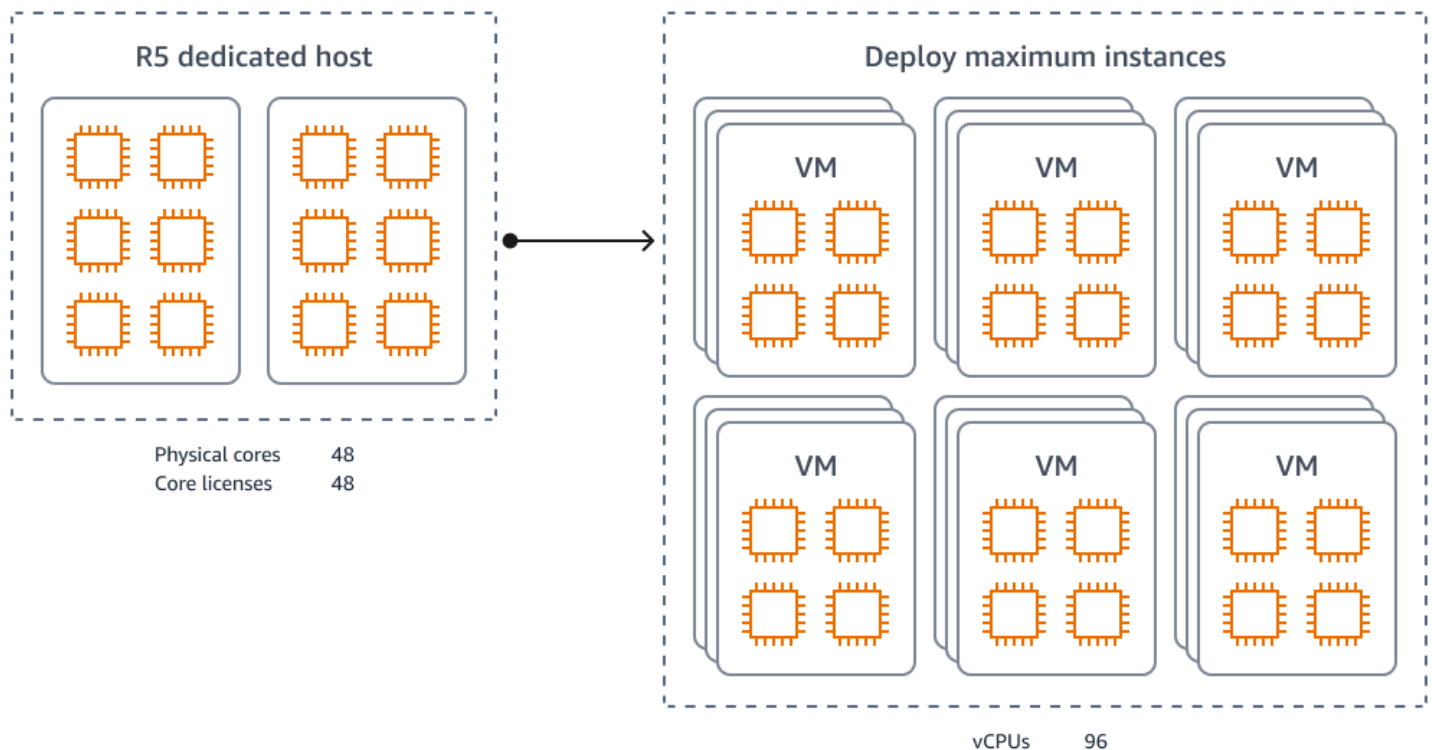 R5 dedicated host
Physical cores 48
Core licenses 48
Deploy maximum instances
VM VM VM
VM VM VM
vCPUs 96